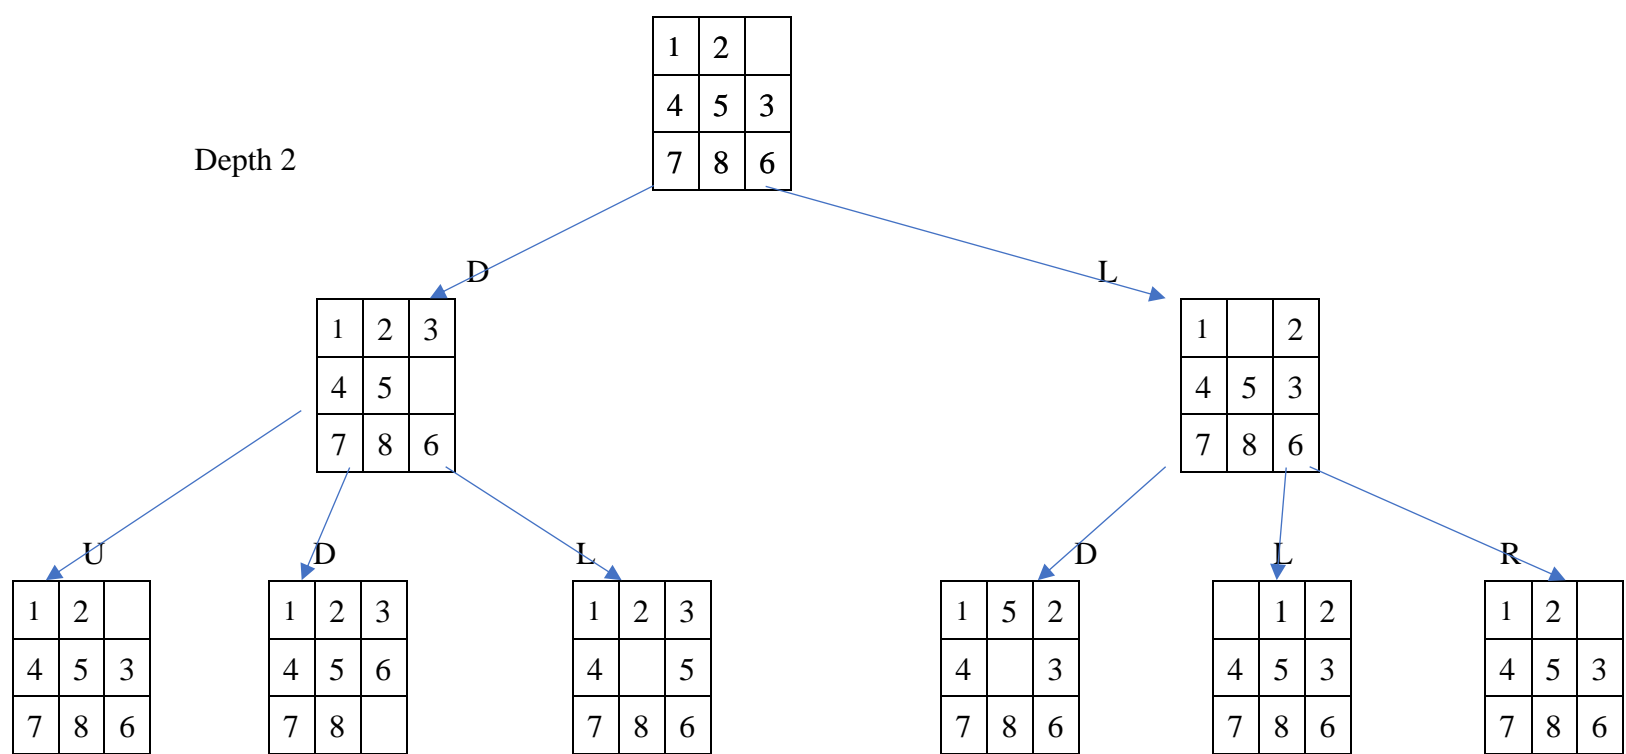 1 2
4 5 3
Depth 2
7 8 6
D L
1 2 3 1 2
4 5 4 5 3
7 8 6 7 8 6
U D L D L R
1 2 1 2 3 1 2 3 1 5 2 1 2 1 2
4 5 3 4 5 6 4 5 4 3 4 5 3 4 5 3
7 8 6 7 8 7 8 6 7 8 6 7 8 6 7 8 6